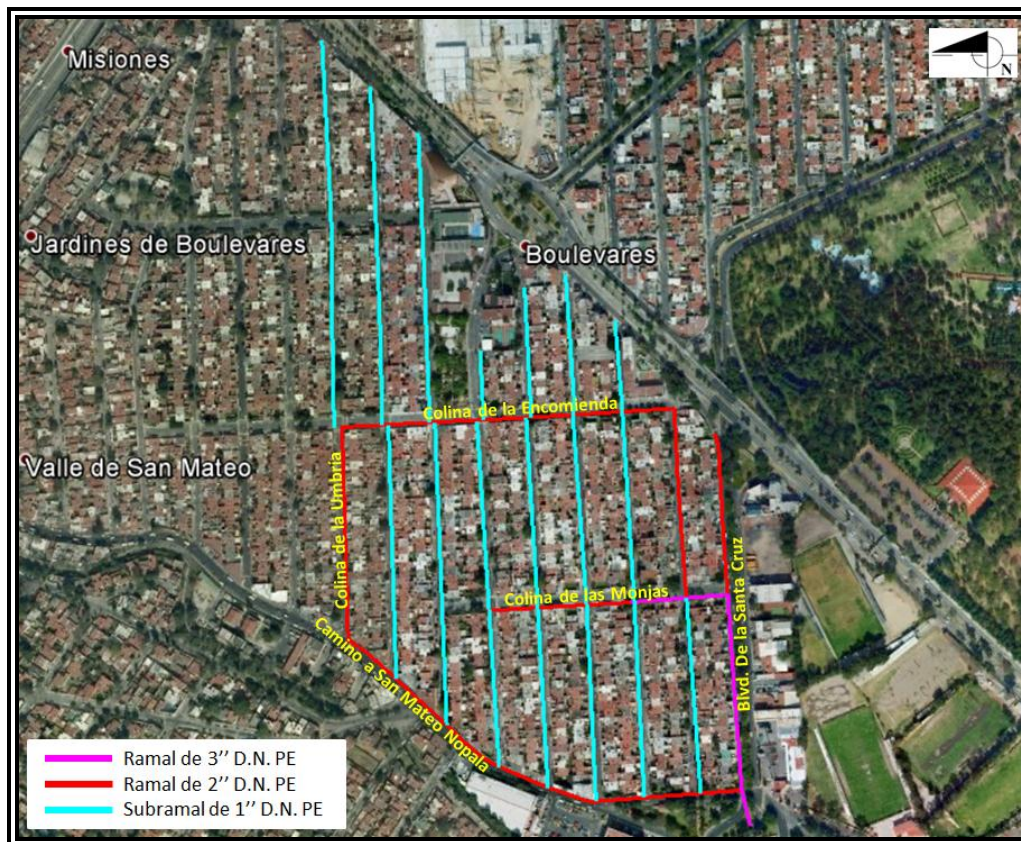 Misiones
N
Jardines de Boulevares
Boulevares
Colina de la Encomienda
Valle de San Mateo
Colina de la Umbria
Colina de las Monjas
Blvd. De la Santa Cruz
Camino a San Mateo Nopala
Ramal de 3’’ D.N. PE
Ramal de 2’’ D.N. PE
Subramal de 1’’ D.N. PE